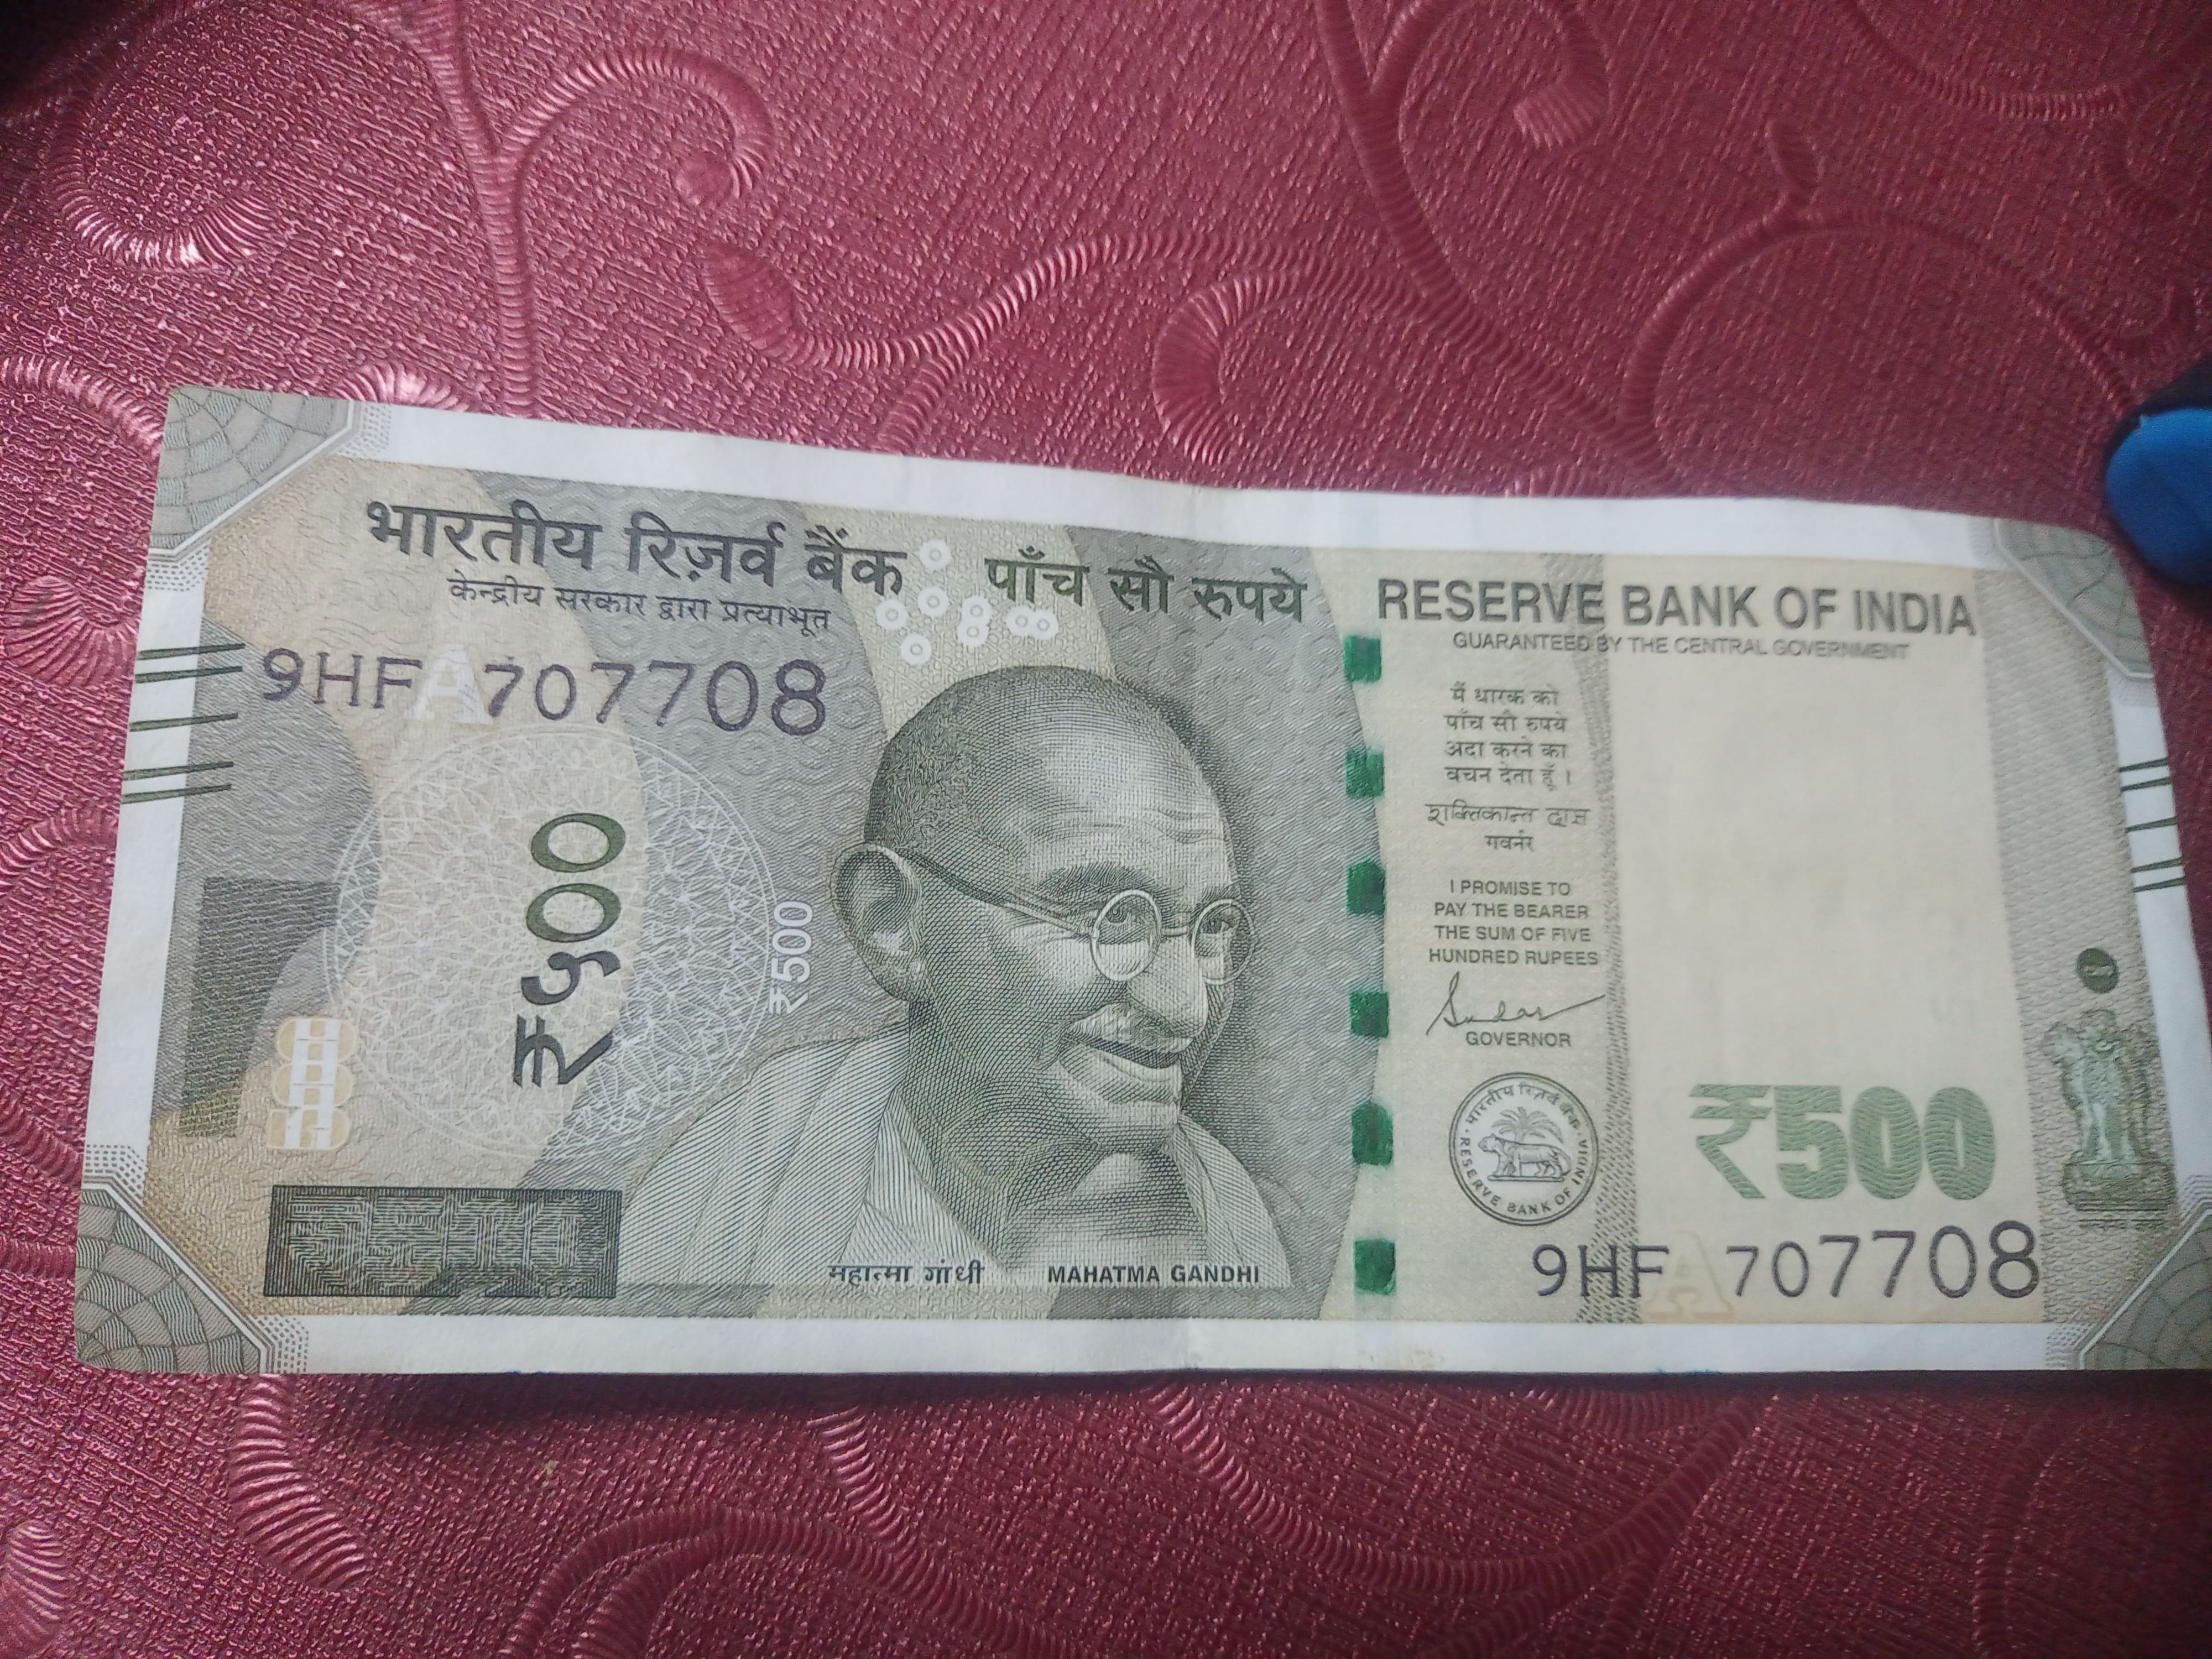 भारतीय रिज़र्व बैंक
केन्द्रीय सरकार द्वारा प्रत्याभूत
पाँच सौ रुपये
9HF A 707708
₹५००
₹500
महात्मा गांधी
MAHATMA GANDHI
RESERVE BANK OF INDIA
GUARANTEED BY THE CENTRAL GOVERNMENT
मैं धारक को
पाँच सौ रुपये
अदा करने का
वचन देता हूँ ।
शक्तिकान्त दास
गवर्नर
I PROMISE TO
PAY THE BEARER
THE SUM OF FIVE
HUNDRED RUPEES
GOVERNOR
भारतीय रिज़र्व बैंक
RESERVE BANK OF INDIA
₹500
9HF A 707708